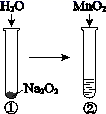 H₂O MnO₂
Na₂O₂
① ②